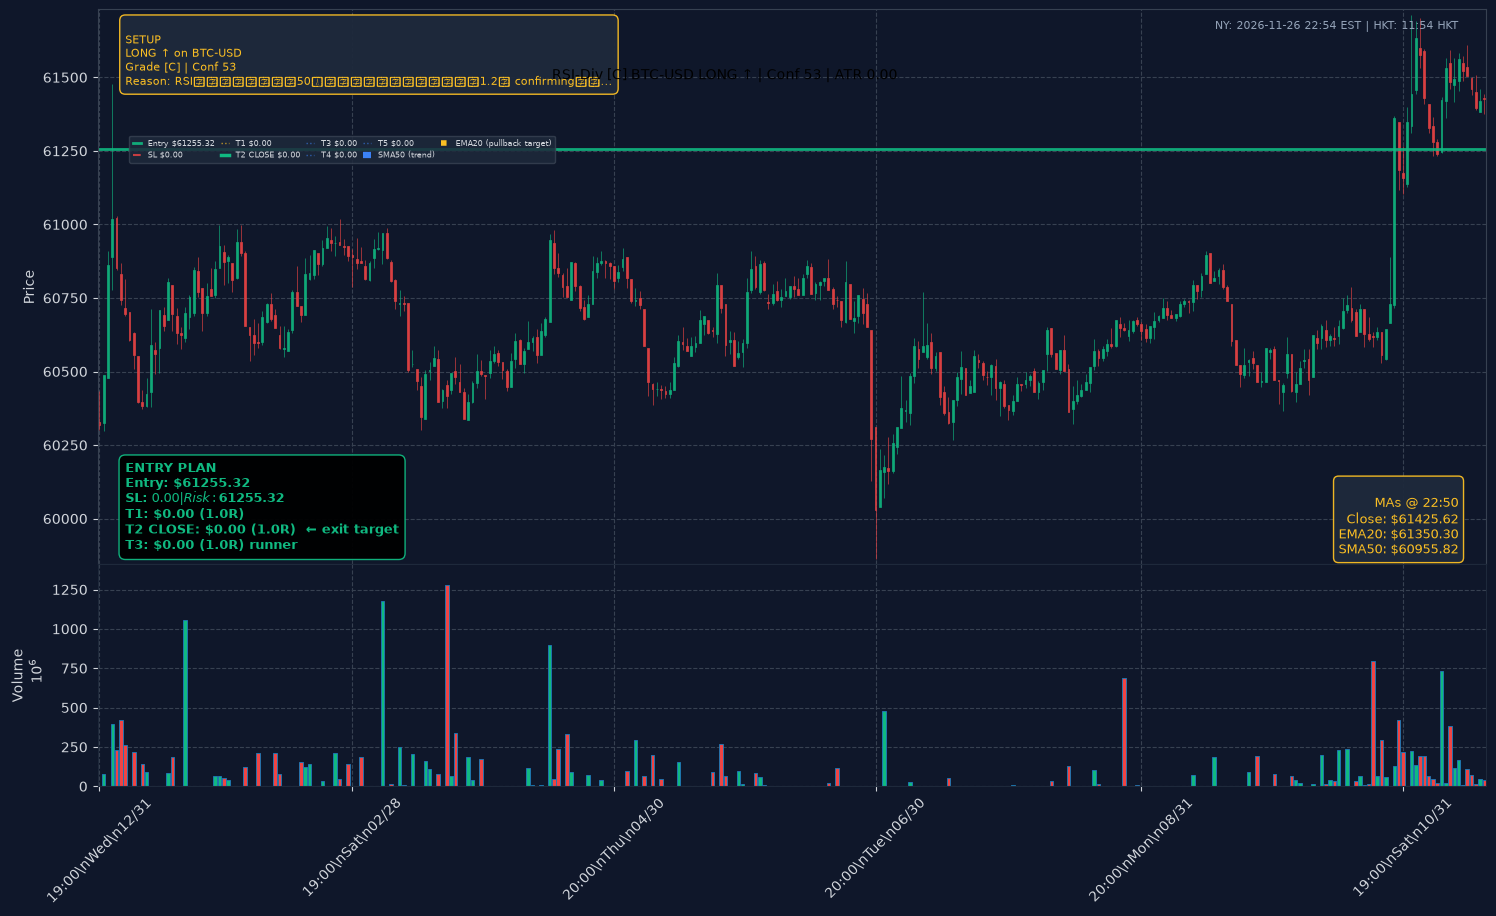 NY: 2026-11-26 22:54 EST | HKT: 11:54 HKT
SETUP
LONG ↑ on BTC-USD
Grade [C] | Conf 53
Reason: RSI 50 1.2 confirming ...
RSI-Div [C] BTC-USD LONG ↑ | Conf 53 | ATR 0.00
Entry $61255.32
SL $0.00
T1 $0.00
T2 CLOSE $0.00
T3 $0.00
T4 $0.00
T5 $0.00
SMA50 (trend)
EMA20 (pullback target)
Price
61500
61250
61000
60750
60500
60250
60000
ENTRY PLAN
Entry: $61255.32
SL: 0.00|Risk:61255.32
T1: $0.00 (1.0R)
T2 CLOSE: $0.00 (1.0R) ← exit target
T3: $0.00 (1.0R) runner
MAs @ 22:50
Close: $61425.62
EMA20: $61350.30
SMA50: $60955.82
Volume
10⁶
1250
1000
750
500
250
0
19:00\nWed\n12/31
19:00\nSat\n02/28
20:00\nThu\n04/30
20:00\nTue\n06/30
20:00\nMon\n08/31
19:00\nSat\n10/31